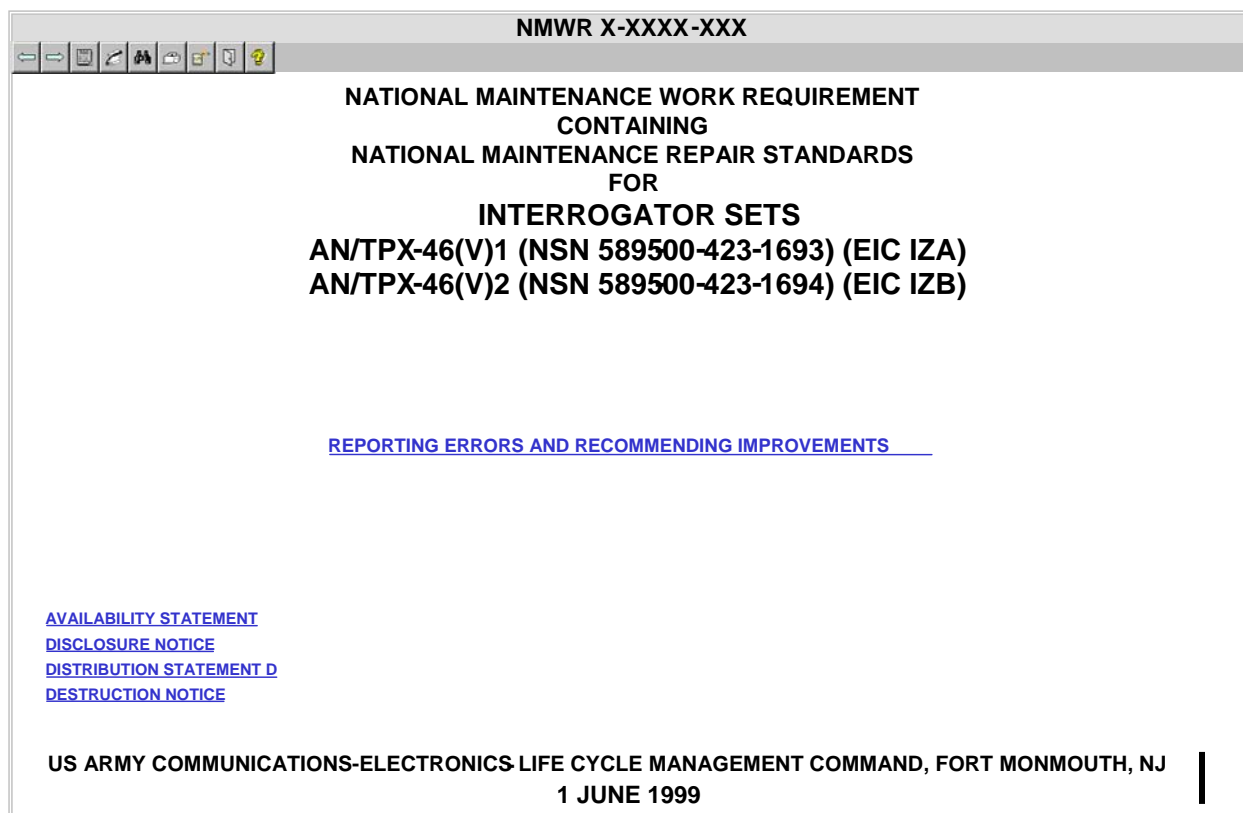 NMWR X-XXXX-XXX
NATIONAL MAINTENANCE WORK REQUIREMENT
CONTAINING
NATIONAL MAINTENANCE REPAIR STANDARDS
FOR
INTERROGATOR SETS
AN/TPX-46(V)1 (NSN 589500-423-1693) (EIC IZA)
AN/TPX-46(V)2 (NSN 589500-423-1694) (EIC IZB)
REPORTING ERRORS AND RECOMMENDING IMPROVEMENTS
AVAILABILITY STATEMENT
DISCLOSURE NOTICE
DISTRIBUTION STATEMENT D
DESTRUCTION NOTICE
US ARMY COMMUNICATIONS-ELECTRONICS LIFE CYCLE MANAGEMENT COMMAND, FORT MONMOUTH, NJ
1 JUNE 1999